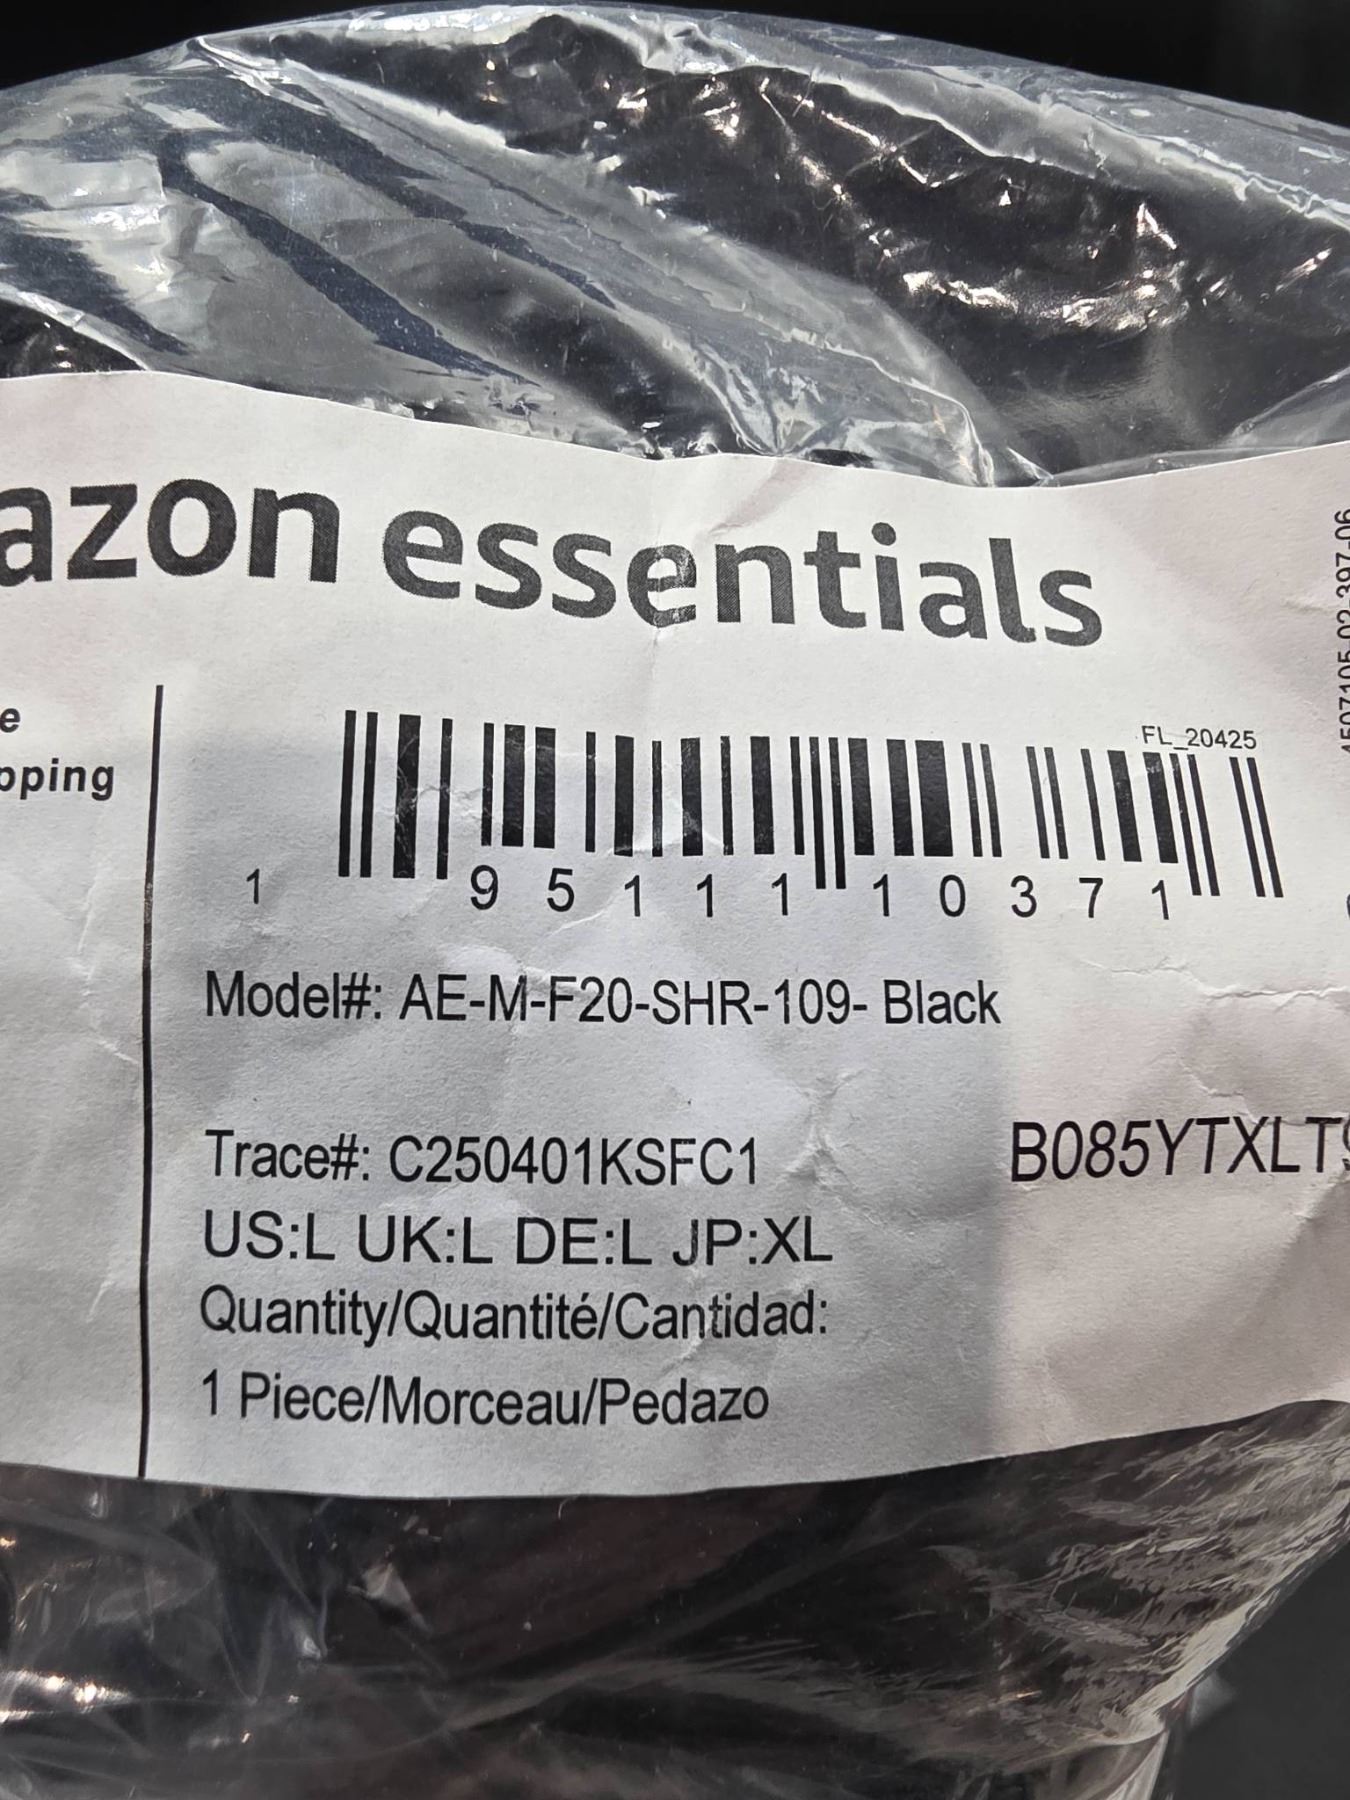 azon essentials
e
pping
FL_20425
1 95111 10371
Model#: AE-M-F20-SHR-109- Black
Trace#: C250401KSFC1
B085YTXLT
US:L UK:L DE:L JP:XL
Quantity/Quantité/Cantidad:
1 Piece/Morceau/Pedazo